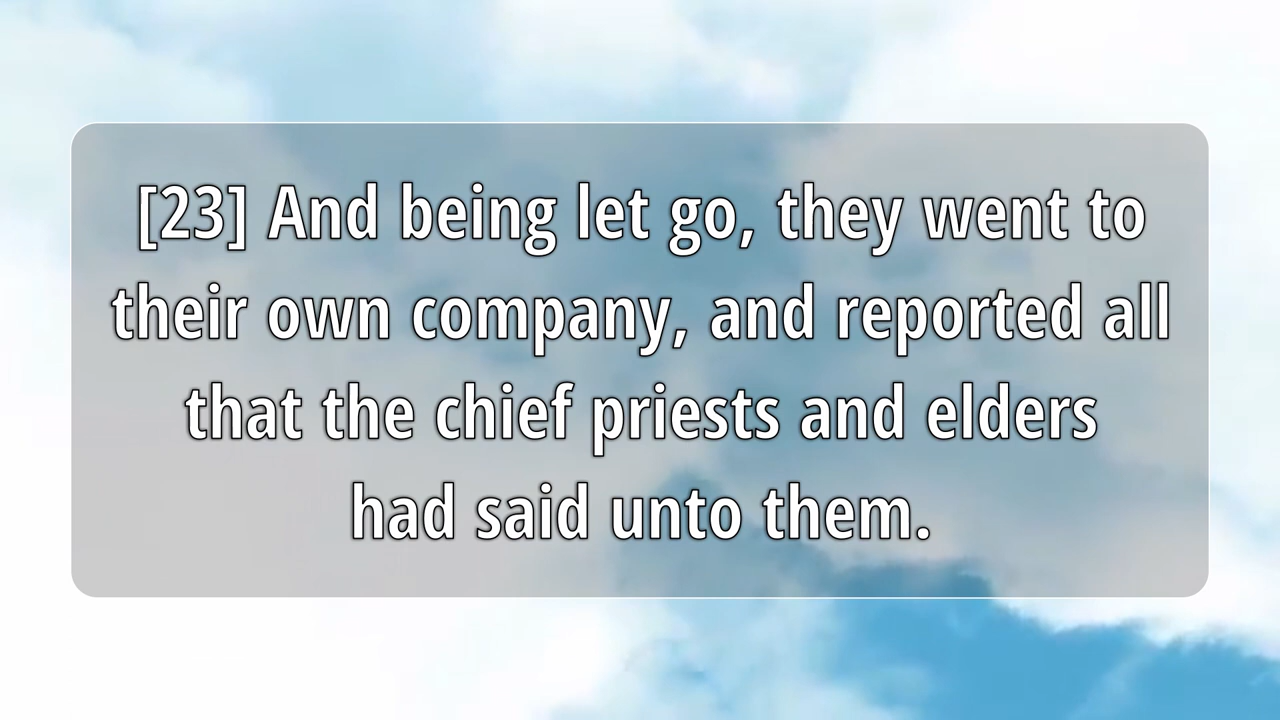 [23] And being let go, they went to
their own company, and reported all
that the chief priests and elders
had said unto them.